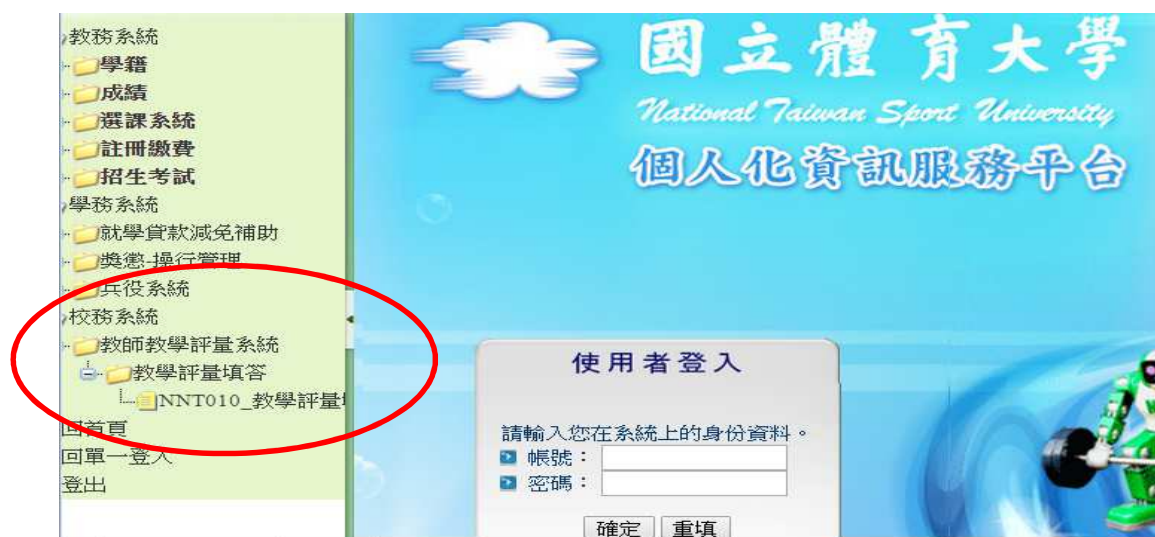 教務系統
學籍
成績
選課系統
註冊繳費
招生考試
學務系統
就學貸款減免補助
獎懲-操行管理
兵役系統
校務系統
教師教學評量系統
教學評量填答
NNT010_教學評量
回首頁
回單一登入
登出
國立體育大學
National Taiwan Sport University
個人化資訊服務平台
使用者登入
請輸入您在系統上的身份資料。
帳號：
密碼：
確定 重填